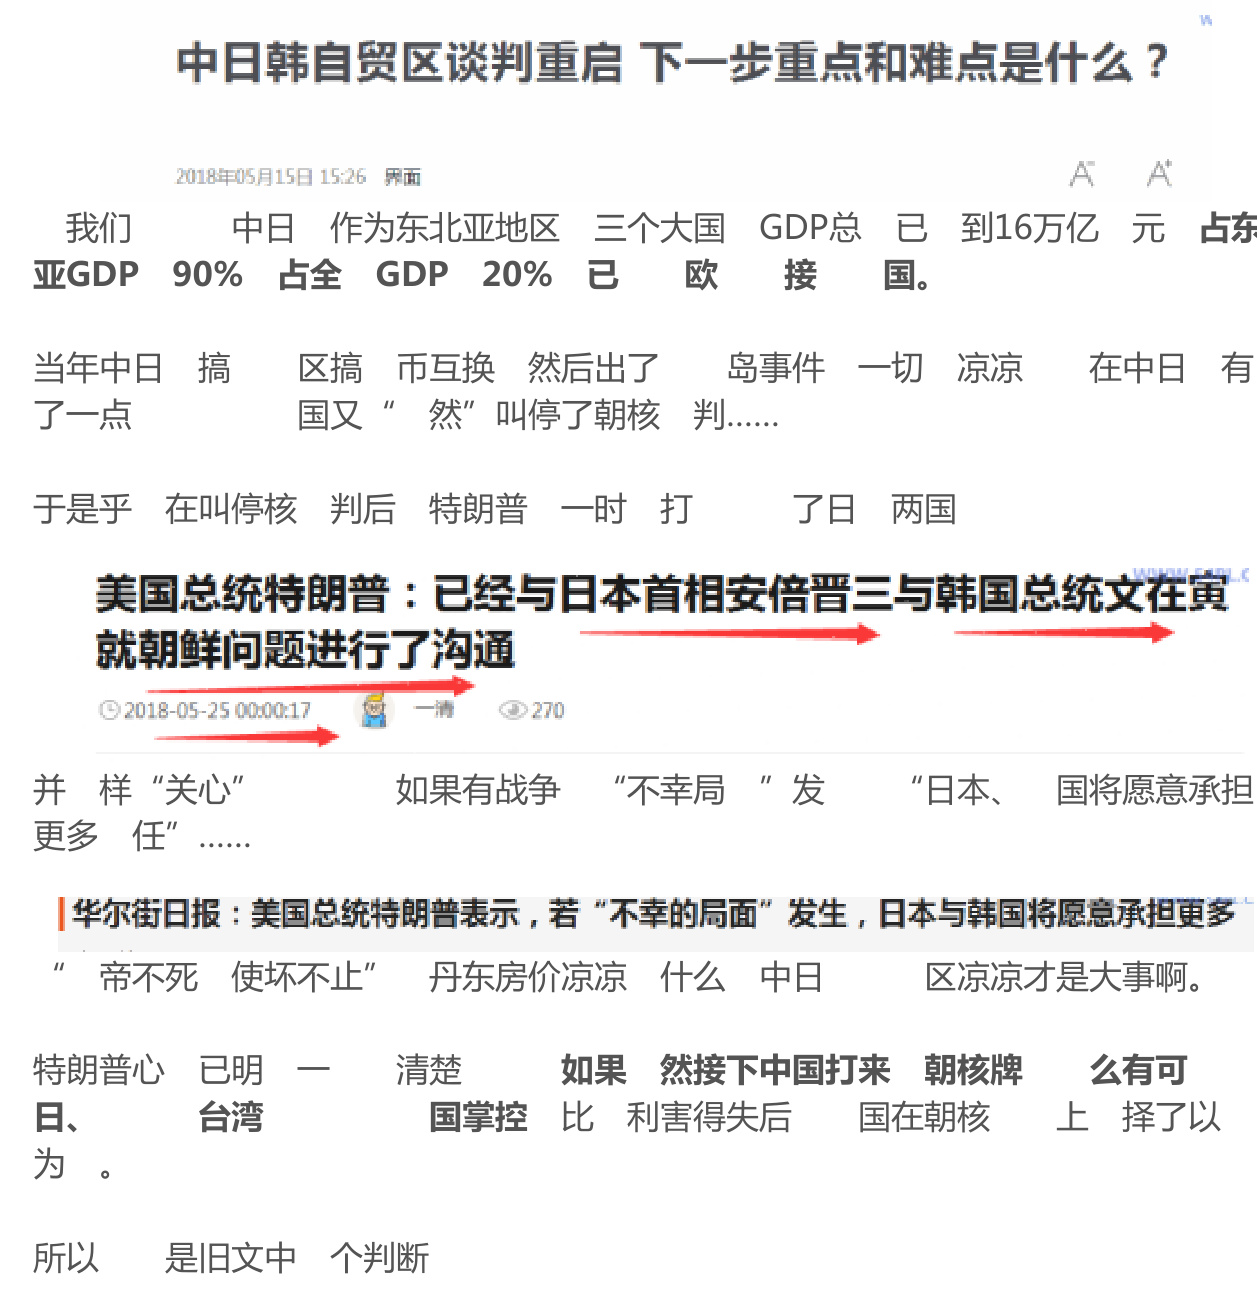 中日韩自贸区谈判重启 下一步重点和难点是什么？
2018年05月15日 15:26 界面 A- A+
我们 中日 作为东北亚地区 三个大国 GDP总 已 到16万亿 元 占东
亚GDP 90% 占全 GDP 20% 已 欧 接 国。
当年中日 搞 区搞 币互换 然后出了 岛事件 一切 凉凉 在中日 有
了一点 国又“ 然”叫停了朝核 判……
于是乎 在叫停核 判后 特朗普 一时 打 了日 两国
美国总统特朗普：已经与日本首相安倍晋三与韩国总统文在寅
就朝鲜问题进行了沟通
2018-05-25 00:00:17 一清 270
并 样“关心” 如果有战争 “不幸局 ”发 “日本、 国将愿意承担
更多 任”……
华尔街日报：美国总统特朗普表示，若“不幸的局面”发生，日本与韩国将愿意承担更多
“ 帝不死 使坏不止” 丹东房价凉凉 什么 中日 区凉凉才是大事啊。
特朗普心 已明 一 清楚 如果 然接下中国打来 朝核牌 么有可
日、 台湾 国掌控 比 利害得失后 国在朝核 上 择了以
为 。
所以 是旧文中 个判断